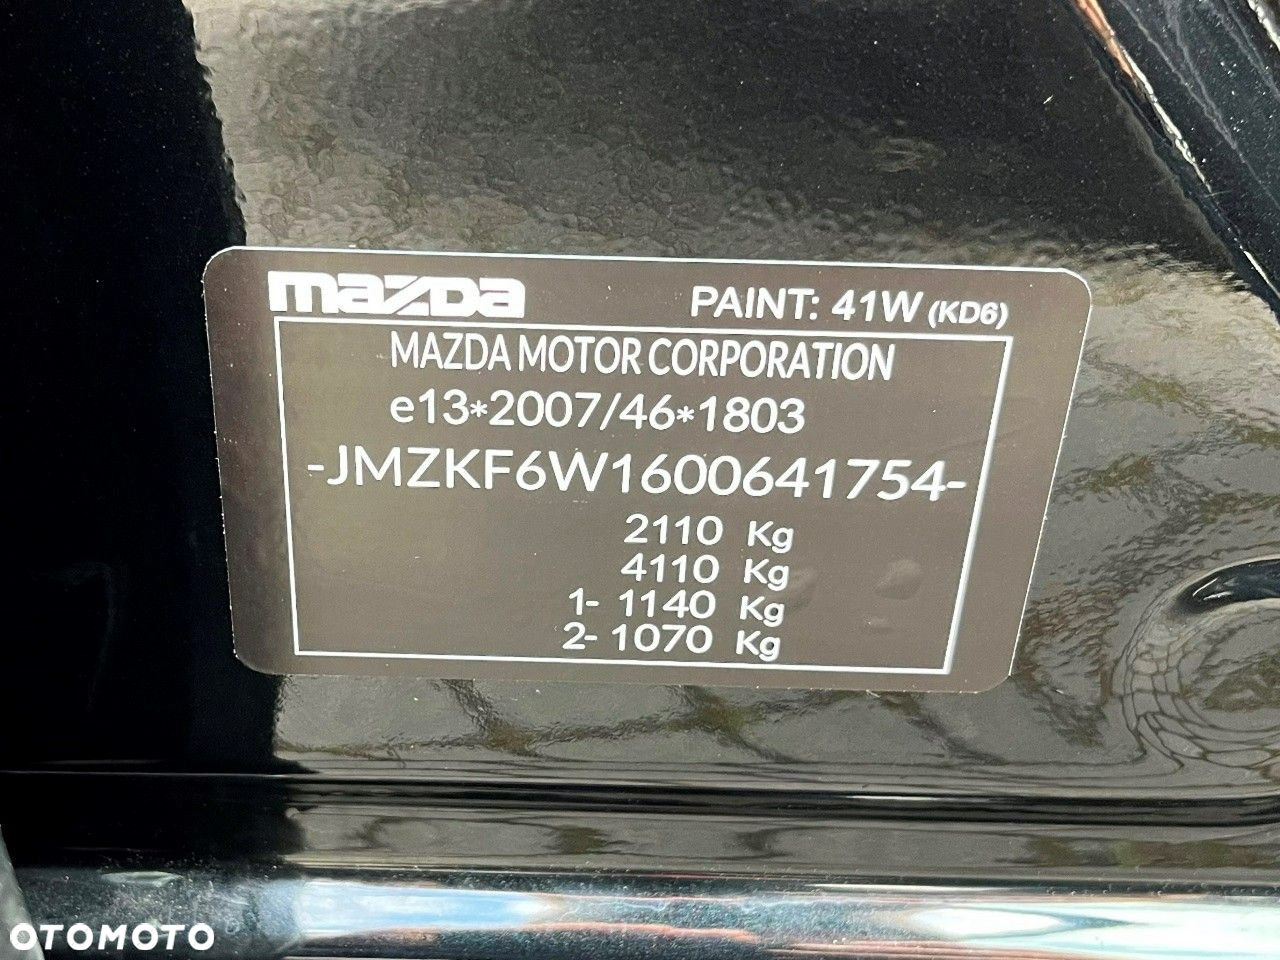 mazda PAINT: 41W (KD6)
MAZDA MOTOR CORPORATION
e13*2007/46*1803
-JMZKF6W1600641754-
2110 Kg
4110 Kg
1- 1140 Kg
2- 1070 Kg
OTOMOTO